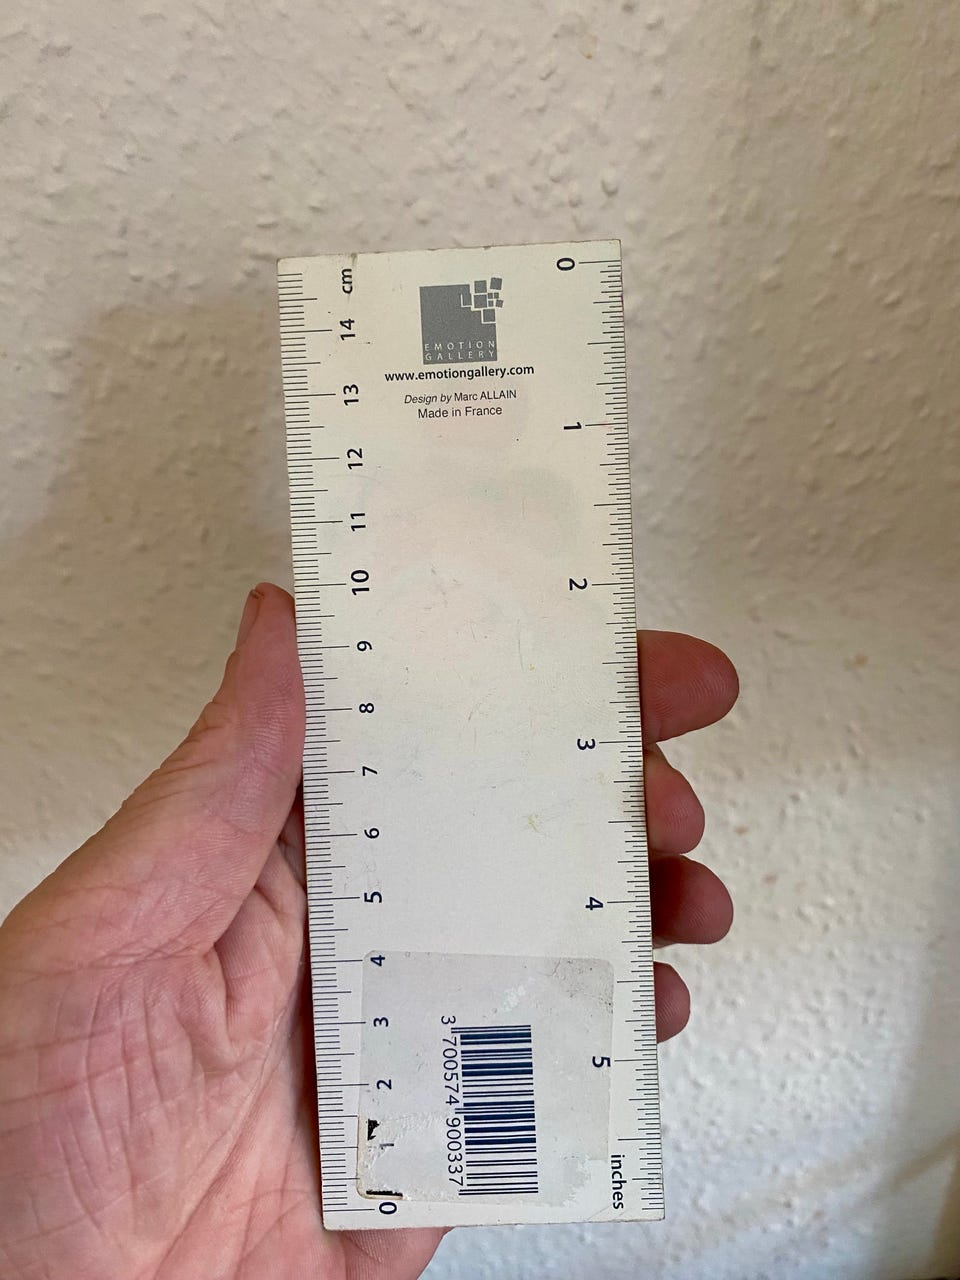 cm
14
13
12
11
10
9
8
7
6
5
4
3
2
1
0
EMOTION
GALLERY
www.emotiongallery.com
Design by Marc ALLAIN
Made in France
0
1
2
3
4
5
inches
3 700574 900337